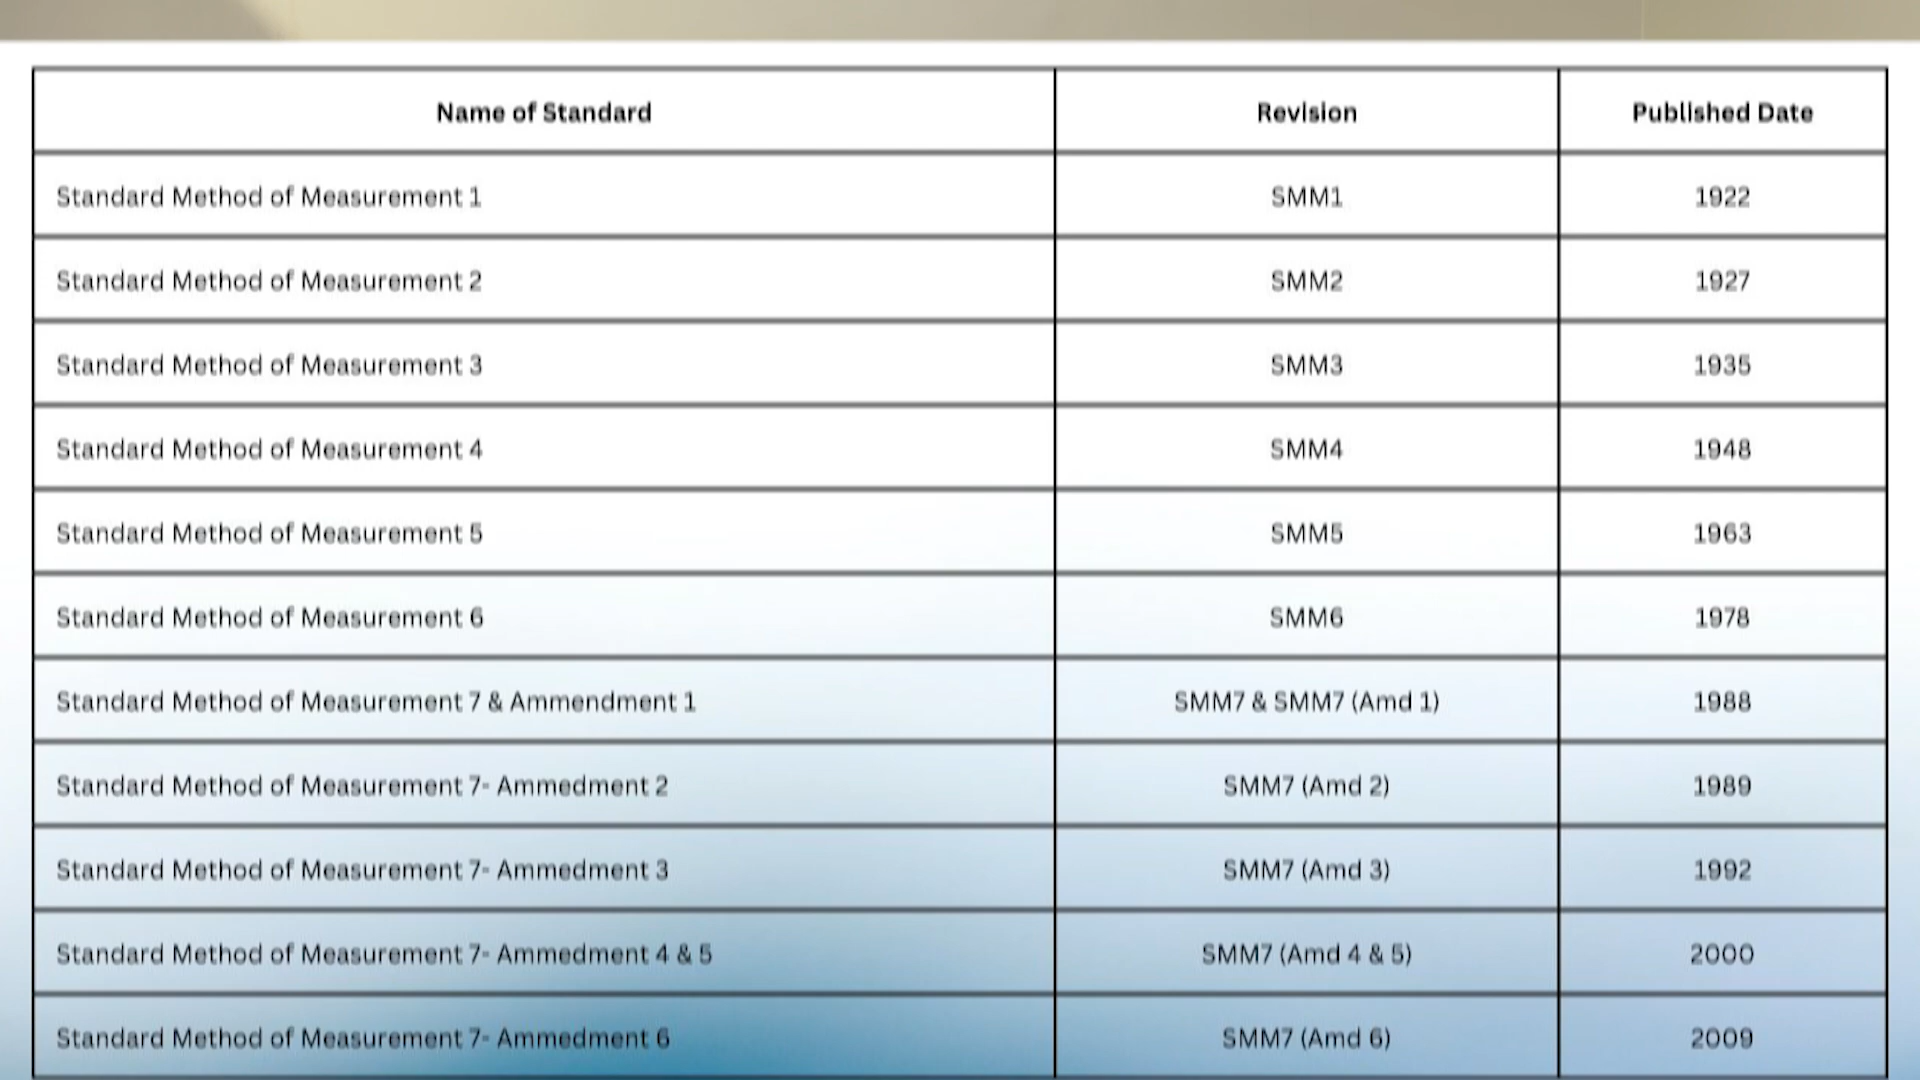 Name of Standard Revision Published Date
Standard Method of Measurement 1 SMM1 1922
Standard Method of Measurement 2 SMM2 1927
Standard Method of Measurement 3 SMM3 1935
Standard Method of Measurement 4 SMM4 1948
Standard Method of Measurement 5 SMM5 1963
Standard Method of Measurement 6 SMM6 1978
Standard Method of Measurement 7 & Ammendment 1 SMM7 & SMM7 (Amd 1) 1988
Standard Method of Measurement 7- Ammedment 2 SMM7 (Amd 2) 1989
Standard Method of Measurement 7- Ammedment 3 SMM7 (Amd 3) 1992
Standard Method of Measurement 7- Ammedment 4 & 5 SMM7 (Amd 4 & 5) 2000
Standard Method of Measurement 7- Ammedment 6 SMM7 (Amd 6) 2009